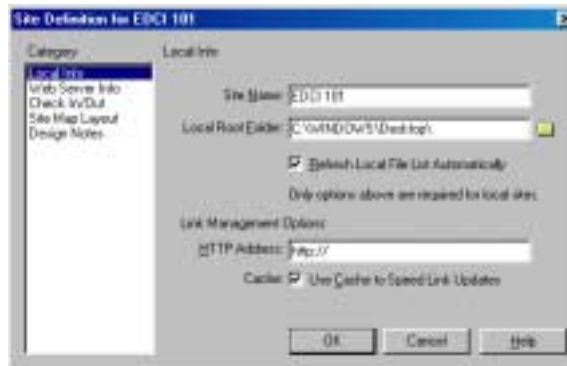 Site Definition for EDCI 101
Category
Local Info
Web Server Info
Check In/Out
Site Map Layout
Design Notes
Local Info
Site Name: EDCI 101
Local Root Folder: C:\WINDOWS\Desktop\
Refresh Local File List Automatically
Only options above are required for local sites.
Link Management Options
HTTP Address: http://
Cache: Use Cache to Speed Link Updates
OK
Cancel
Help